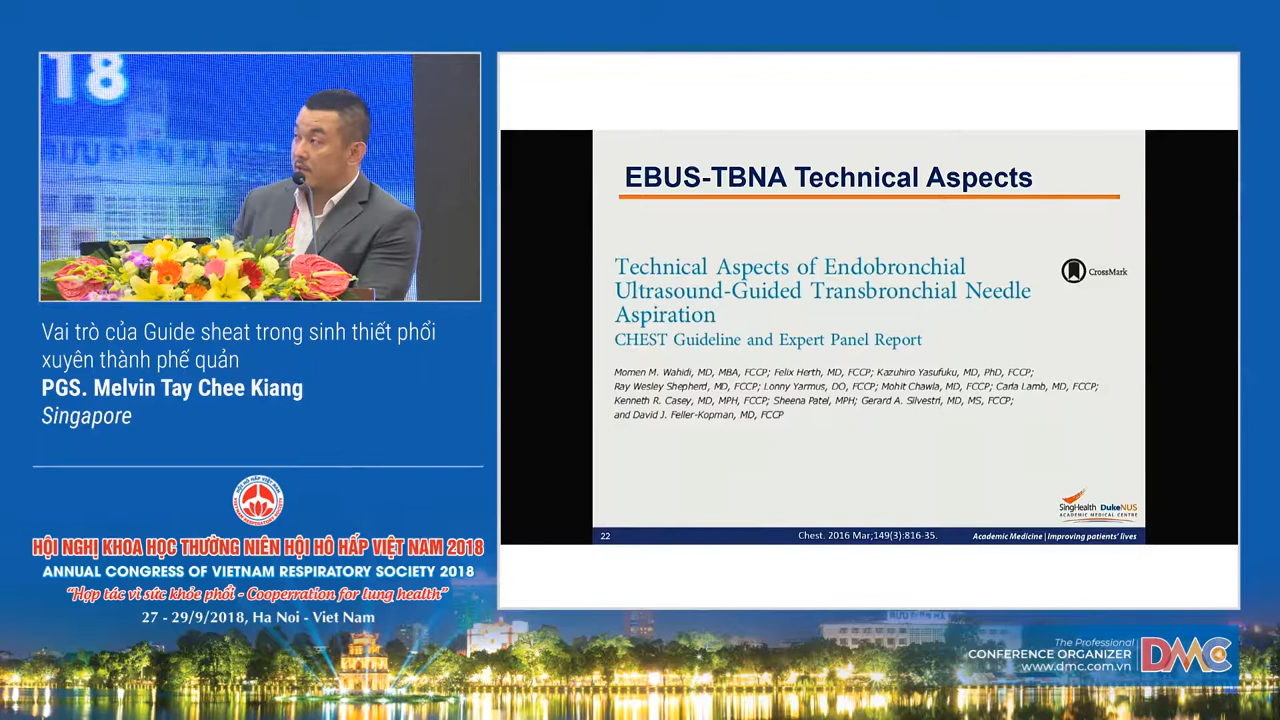 18
Vai trò của Guide sheat trong sinh thiết phổi
xuyên thành phế quản
PGS. Melvin Tay Chee Kiang
Singapore
HỘI HÔ HẤP VIỆT NAM
VIETNAM RESPIRATORY SOCIETY
HỘI NGHỊ KHOA HỌC THƯỜNG NIÊN HỘI HÔ HẤP VIỆT NAM 2018
ANNUAL CONGRESS OF VIETNAM RESPIRATORY SOCIETY 2018
“Hợp tác vì sức khỏe phổi - Cooperration for lung health”
27 - 29/9/2018, Ha Noi - Viet Nam
EBUS-TBNA Technical Aspects
Technical Aspects of Endobronchial
Ultrasound-Guided Transbronchial Needle
Aspiration
CrossMark
CHEST Guideline and Expert Panel Report
Momen M. Wahidi, MD, MBA, FCCP; Felix Herth, MD, FCCP; Kazuhiro Yasufuku, MD, PhD, FCCP;
Ray Wesley Shepherd, MD, FCCP; Lonny Yarmus, DO, FCCP; Mohit Chawla, MD, FCCP; Carla Lamb, MD, FCCP;
Kenneth R. Casey, MD, MPH, FCCP; Sheena Patel, MPH; Gerard A. Silvestri, MD, MS, FCCP;
and David J. Feller-Kopman, MD, FCCP
SingHealth DukeNUS
ACADEMIC MEDICAL CENTRE
22
Chest. 2016 Mar;149(3):816-35.
Academic Medicine | Improving patients' lives
The Professional
CONFERENCE ORGANIZER
www.dmc.com.vn
DMC